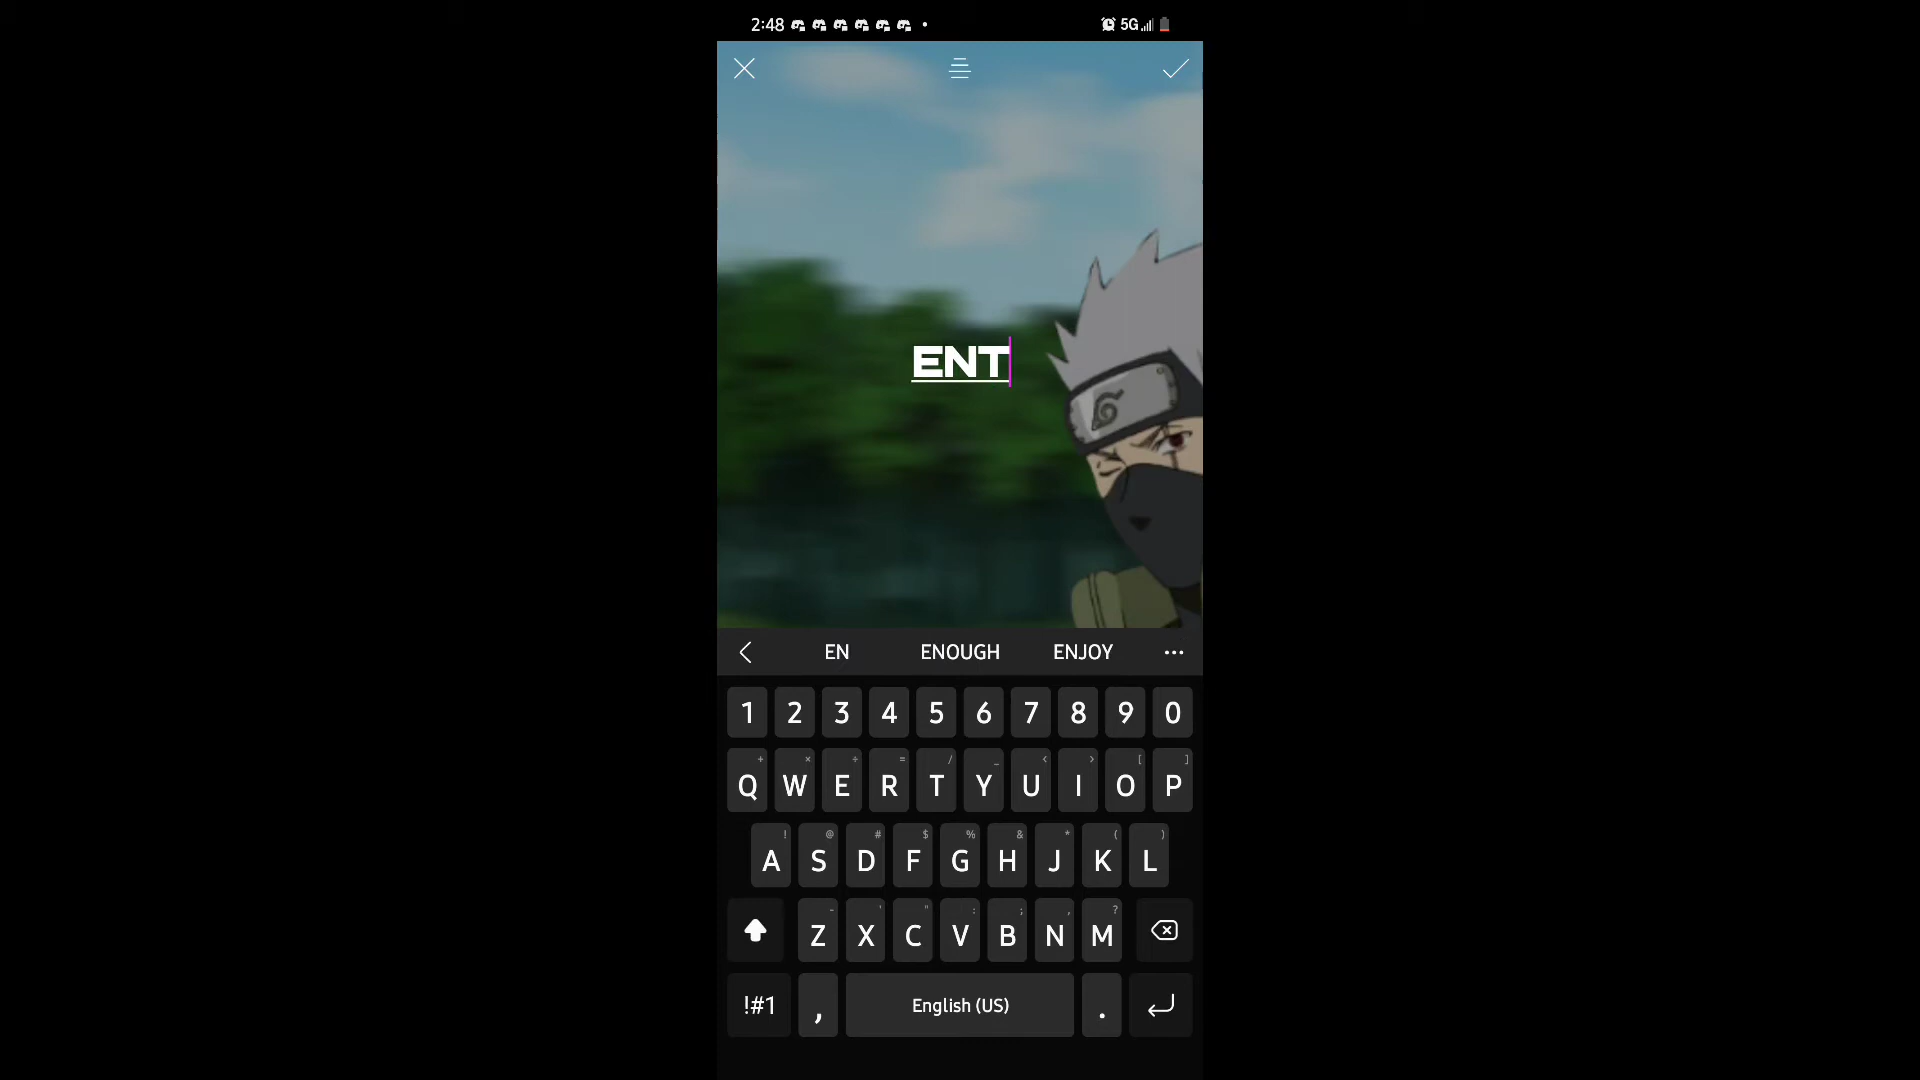 2:48 5G
ENT
EN ENOUGH ENJOY ...
1 2 3 4 5 6 7 8 9 0
+ × ÷ = / _ < > [ ]
Q W E R T Y U I O P
! @ # $ % & * ( )
A S D F G H J K L
- ' " : ; , ?
Z X C V B N M
!#1 , English (US) .